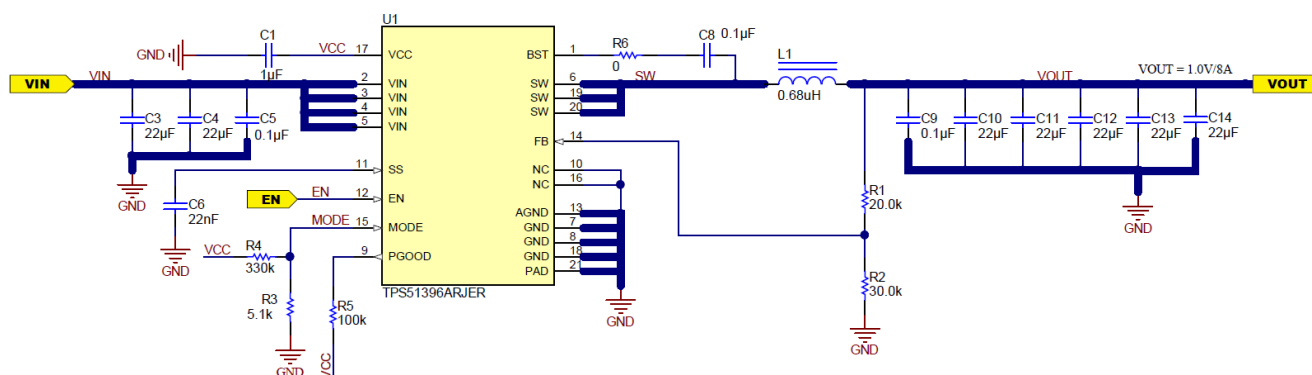 U1
GND
C1
1µF
VCC
17
VCC
BST
1
R6
0
C8
0.1µF
L1
0.68uH
VIN
VIN
2
VIN
3
VIN
4
VIN
5
VIN
SW
6
SW
SW
19
SW
20
VOUT
VOUT = 1.0V/8A
VOUT
C3
22µF
C4
22µF
C5
0.1µF
GND
C9
0.1µF
C10
22µF
C11
22µF
C12
22µF
C13
22µF
C14
22µF
GND
FB
14
11
SS
NC
10
NC
16
C6
22nF
GND
EN
EN
12
EN
MODE
15
MODE
AGND
13
GND
7
GND
8
GND
18
PAD
21
GND
R1
20.0k
R2
30.0k
GND
VCC
R4
330k
9
PGOOD
R3
5.1k
GND
R5
100k
VCC
TPS51396ARJER